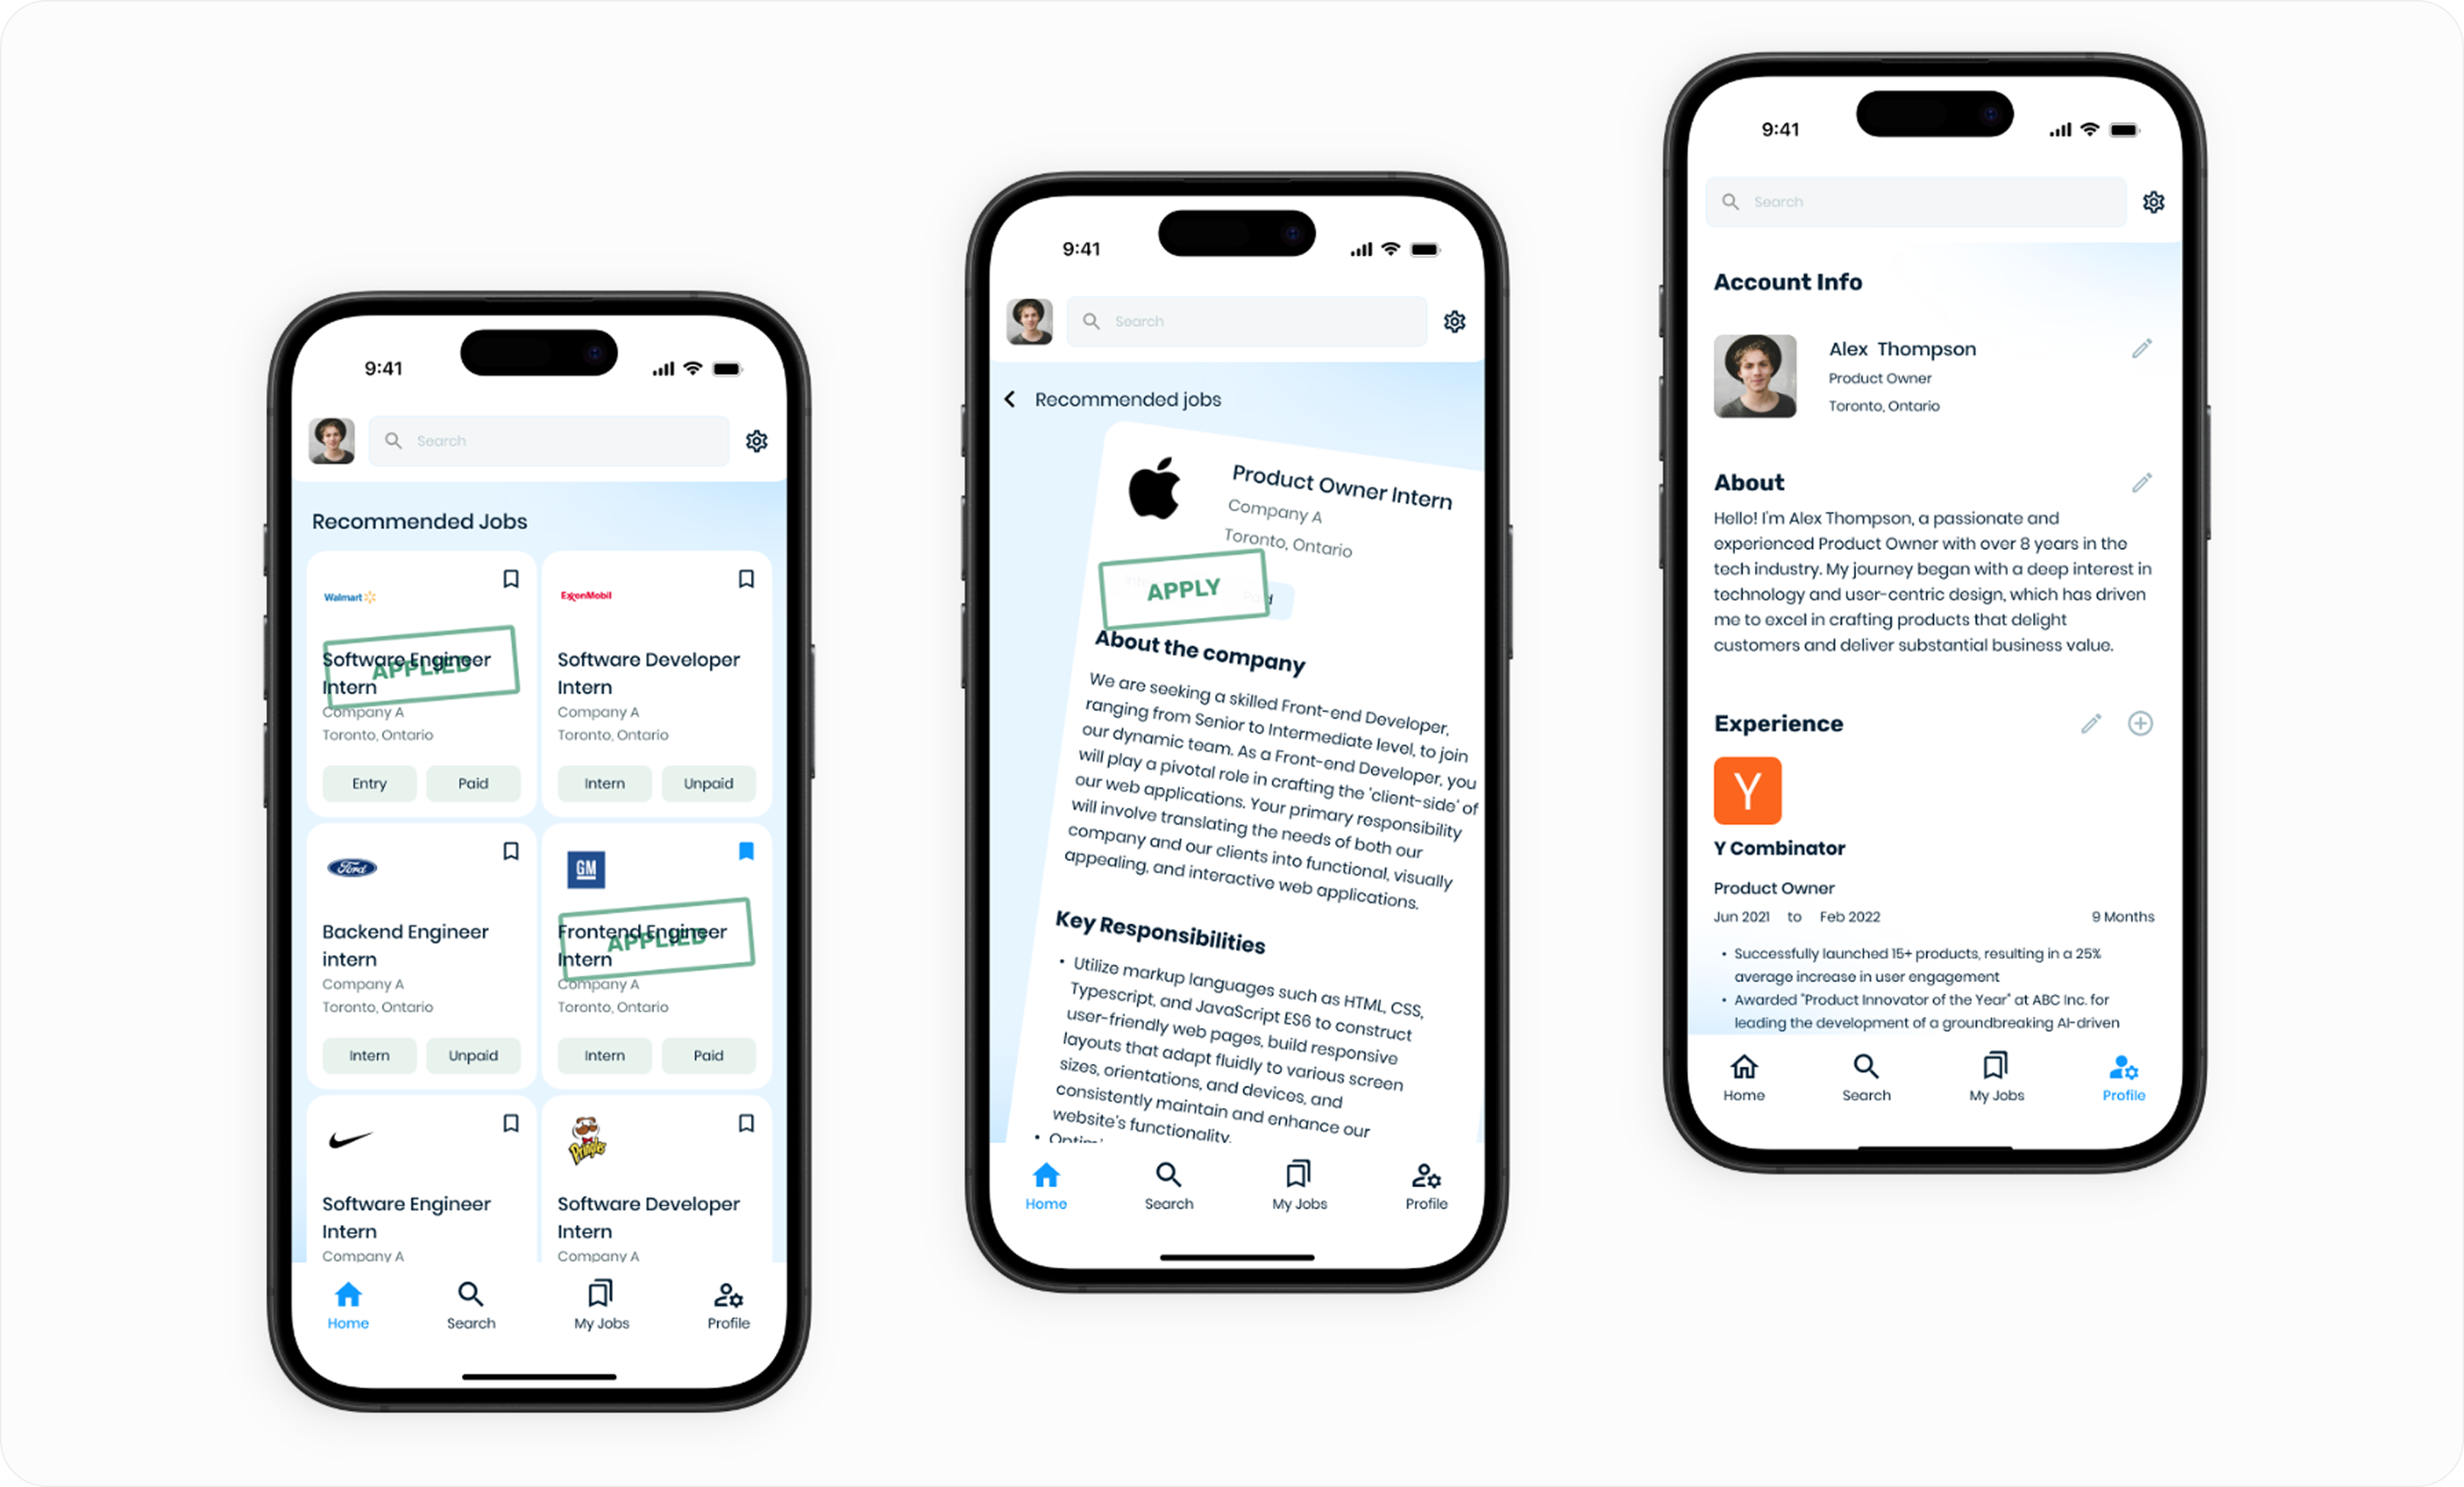 9:41
Search
Recommended Jobs
Walmart
APPLIED
Software Engineer
Intern
Company A
Toronto, Ontario
Entry Paid
ExxonMobil
Software Developer
Intern
Company A
Toronto, Ontario
Intern Unpaid
Ford
Backend Engineer
intern
Company A
Toronto, Ontario
Intern Unpaid
GM
APPLIED
Frontend Engineer
Intern
Company A
Toronto, Ontario
Intern Paid
Software Engineer
Intern
Company A
Pringles
Software Developer
Intern
Company A
Home Search My Jobs Profile
9:41
Search
Recommended jobs
Product Owner Intern
Company A
Toronto, Ontario
APPLY
Paid
About the company
We are seeking a skilled Front-end Developer,
ranging from Senior to Intermediate level, to join
our dynamic team. As a Front-end Developer, you
will play a pivotal role in crafting the 'client-side' of
our web applications. Your primary responsibility
will involve translating the needs of both our
company and our clients into functional, visually
appealing, and interactive web applications.
Key Responsibilities
• Utilize markup languages such as HTML, CSS,
Typescript, and JavaScript ES6 to construct
user-friendly web pages, build responsive
layouts that adapt fluidly to various screen
sizes, orientations, and devices, and
consistently maintain and enhance our
website's functionality.
Home Search My Jobs Profile
9:41
Search
Account Info
Alex Thompson
Product Owner
Toronto, Ontario
About
Hello! I'm Alex Thompson, a passionate and
experienced Product Owner with over 8 years in the
tech industry. My journey began with a deep interest in
technology and user-centric design, which has driven
me to excel in crafting products that delight
customers and deliver substantial business value.
Experience
Y
Y Combinator
Product Owner
Jun 2021 to Feb 2022 9 Months
• Successfully launched 15+ products, resulting in a 25%
average increase in user engagement
• Awarded "Product Innovator of the Year" at ABC Inc. for
leading the development of a groundbreaking AI-driven
Home Search My Jobs Profile